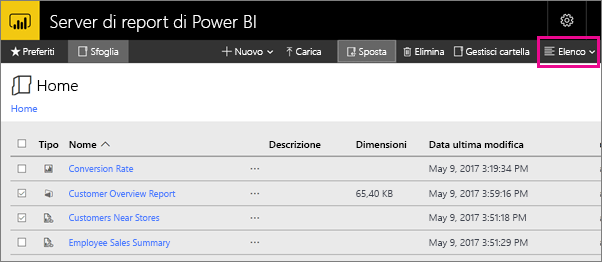 Server di report di Power BI
Preferiti Sfoglia Nuovo Carica Sposta Elimina Gestisci cartella Elenco
Home
Home
Tipo Nome Descrizione Dimensioni Data ultima modifica
Conversion Rate ... May 9, 2017 3:19:34 PM
Customer Overview Report ... 65,40 KB May 9, 2017 3:59:16 PM
Customers Near Stores ... May 9, 2017 3:51:18 PM
Employee Sales Summary ... May 9, 2017 3:51:29 PM